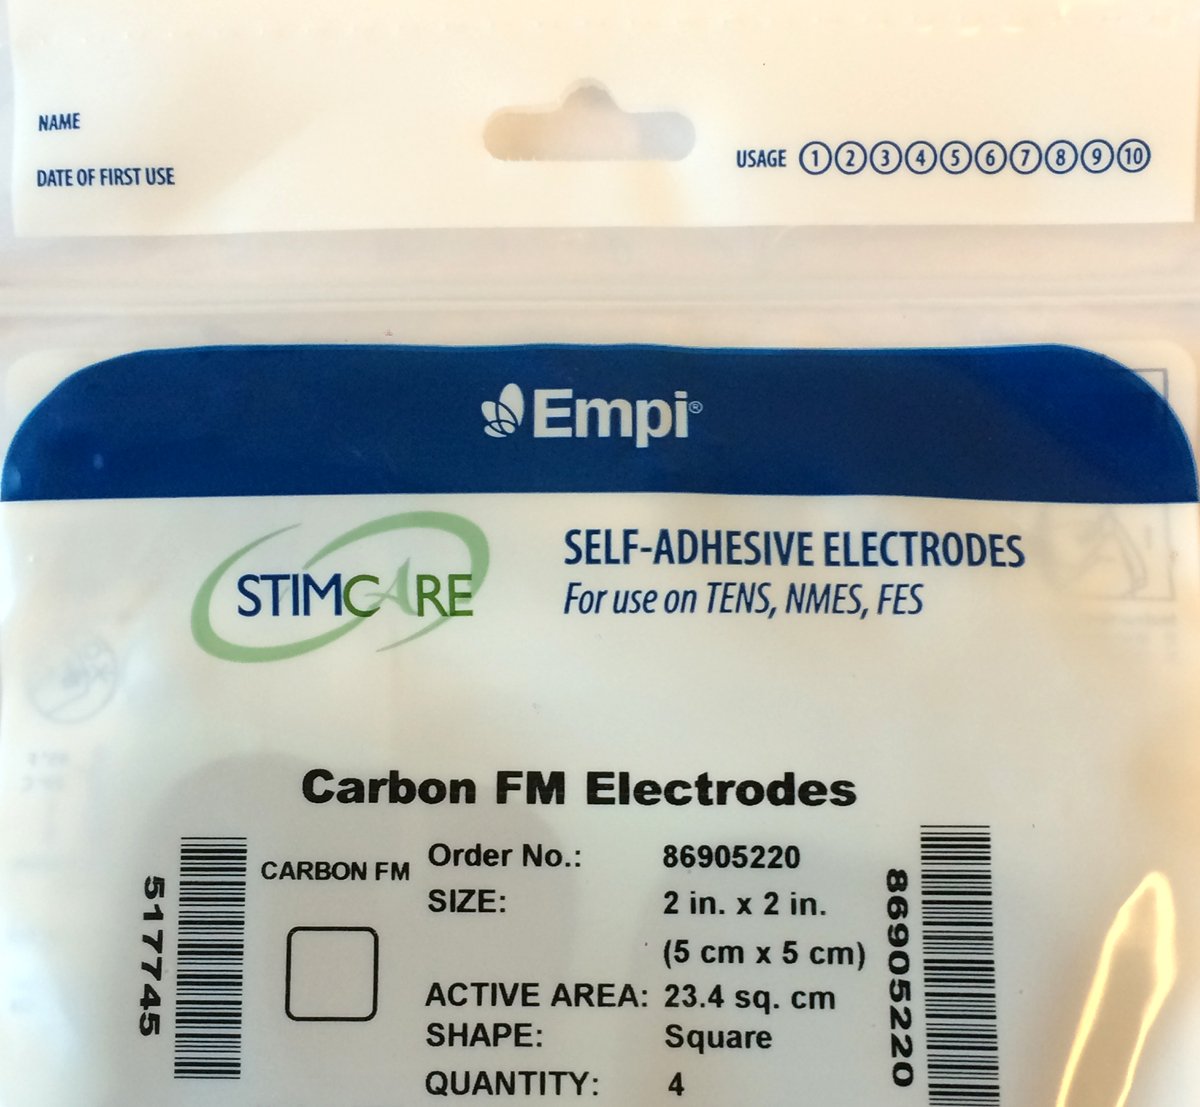 NAME
DATE OF FIRST USE
USAGE 1 2 3 4 5 6 7 8 9 10
Empi®
STIMCARE
SELF-ADHESIVE ELECTRODES
For use on TENS, NMES, FES
Carbon FM Electrodes
CARBON FM
Order No.: 86905220
SIZE: 2 in. x 2 in.
(5 cm x 5 cm)
ACTIVE AREA: 23.4 sq. cm
SHAPE: Square
QUANTITY: 4
517745
86905220